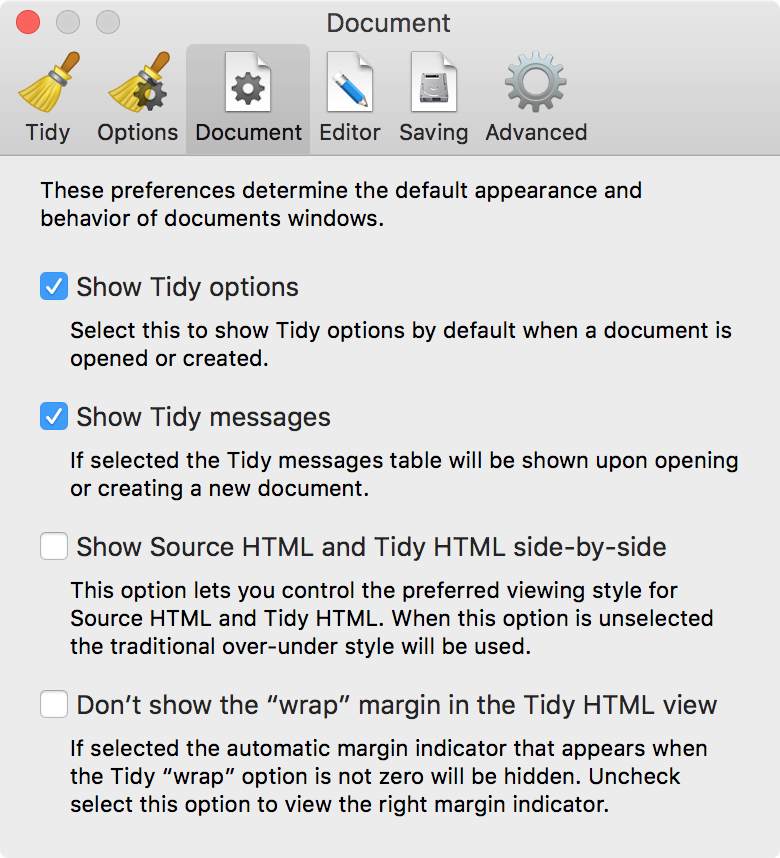 Document
Tidy Options Document Editor Saving Advanced
These preferences determine the default appearance and
behavior of documents windows.
Show Tidy options
Select this to show Tidy options by default when a document is
opened or created.
Show Tidy messages
If selected the Tidy messages table will be shown upon opening
or creating a new document.
Show Source HTML and Tidy HTML side-by-side
This option lets you control the preferred viewing style for
Source HTML and Tidy HTML. When this option is unselected
the traditional over-under style will be used.
Don’t show the “wrap” margin in the Tidy HTML view
If selected the automatic margin indicator that appears when
the Tidy “wrap” option is not zero will be hidden. Uncheck
select this option to view the right margin indicator.